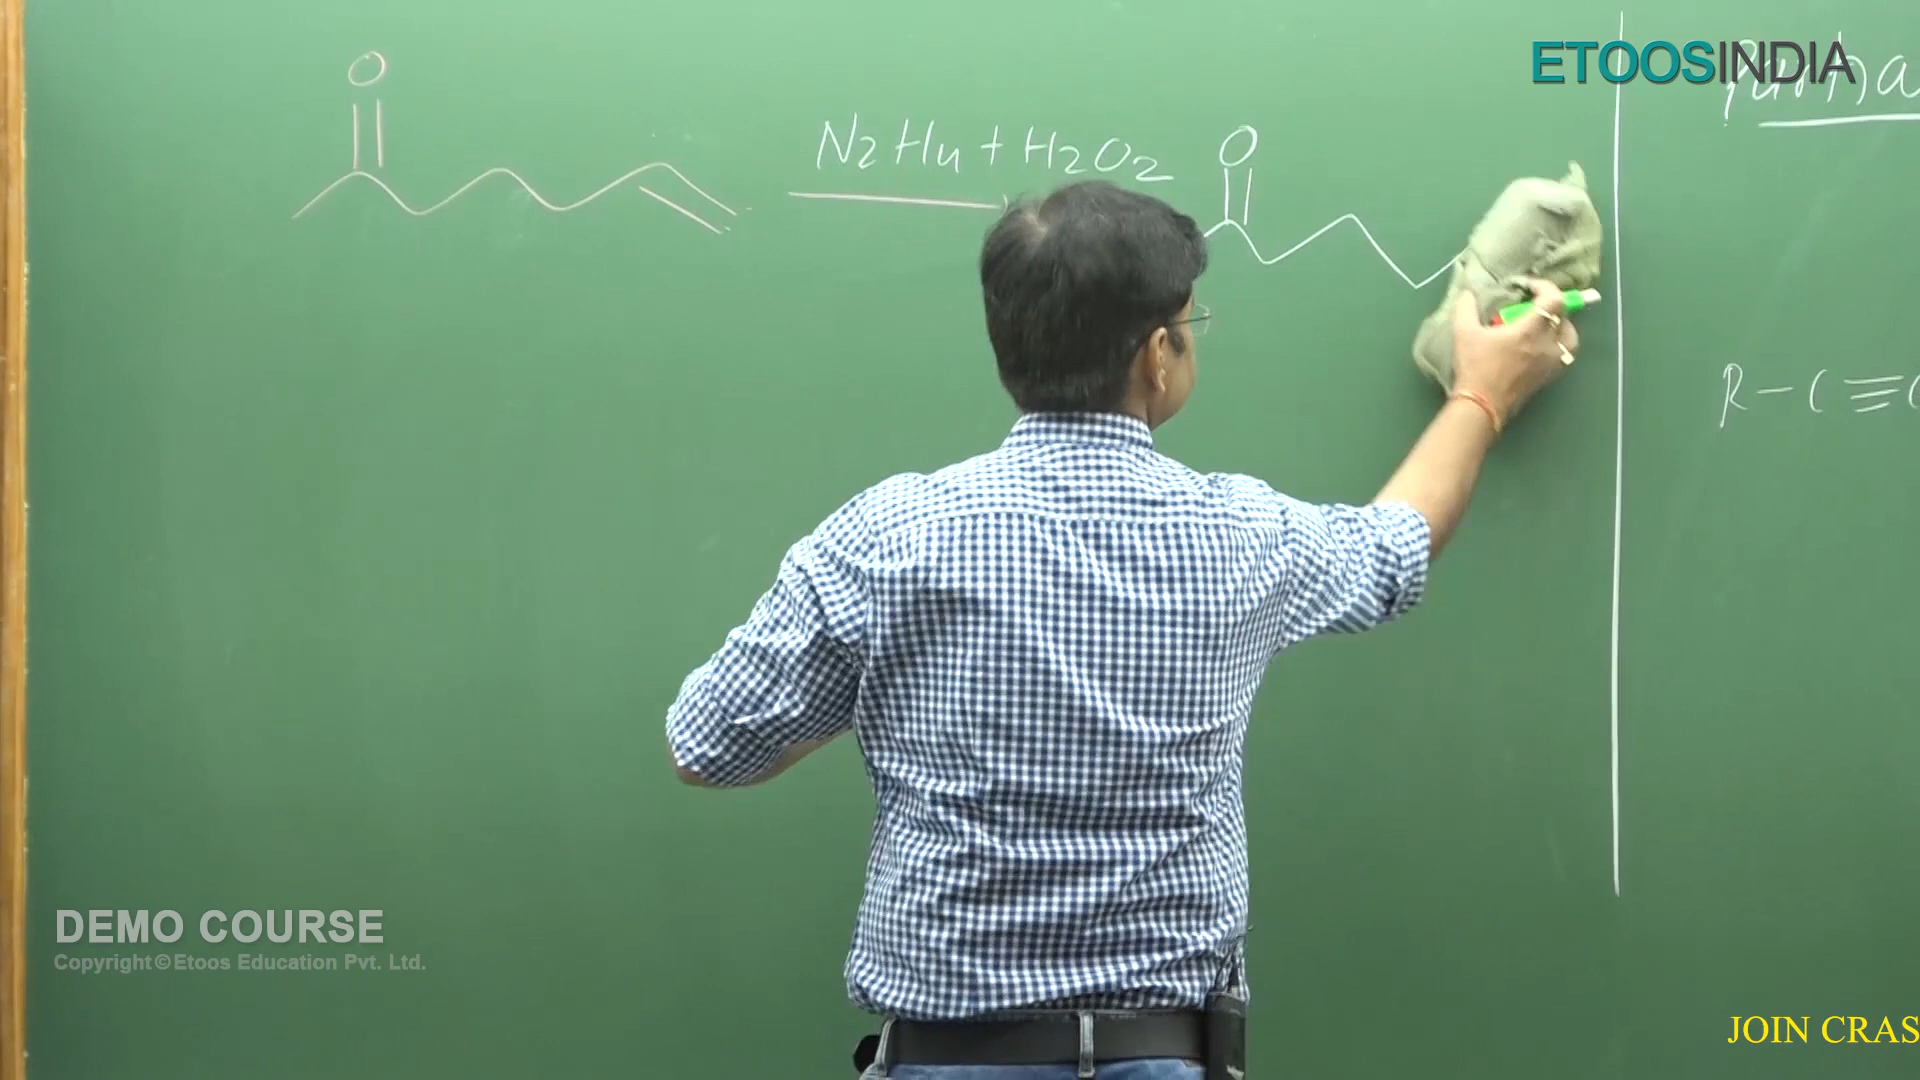 ETOOSINDIA
O
N2H4 + H2O2
O
R-C≡C
DEMO COURSE
Copyright©Etoos Education Pvt. Ltd.
JOIN CRAS